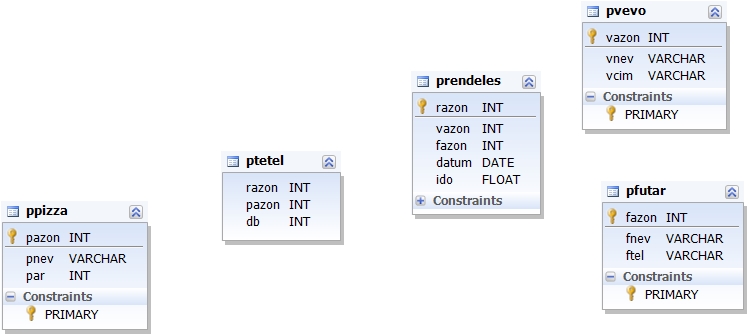 pvevo
vazon INT
vnev VARCHAR
vcim VARCHAR
Constraints
PRIMARY
prendeles
razon INT
vazon INT
fazon INT
datum DATE
ido FLOAT
Constraints
ptetel
razon INT
pazon INT
db INT
pfutar
fazon INT
fnev VARCHAR
ftel VARCHAR
Constraints
PRIMARY
ppizza
pazon INT
pnev VARCHAR
par INT
Constraints
PRIMARY